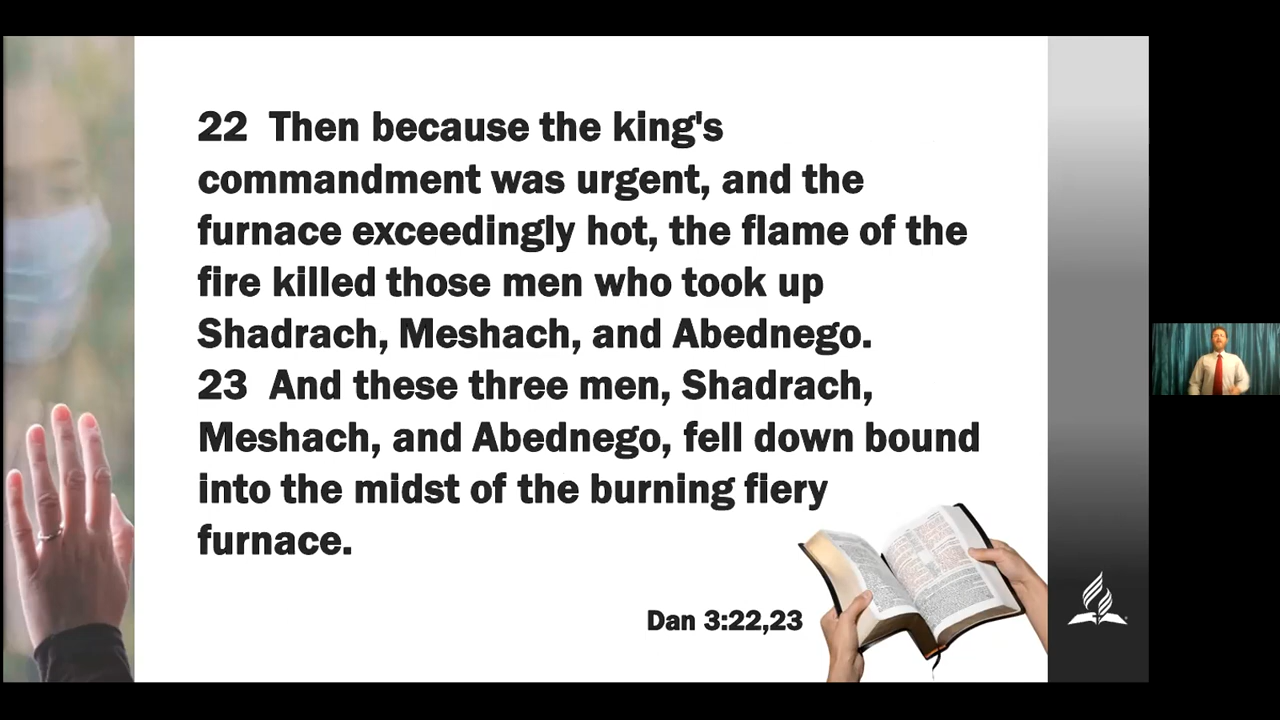 22  Then because the king's
commandment was urgent, and the
furnace exceedingly hot, the flame of the
fire killed those men who took up
Shadrach, Meshach, and Abednego.
23  And these three men, Shadrach,
Meshach, and Abednego, fell down bound
into the midst of the burning fiery
furnace.
Dan 3:22,23